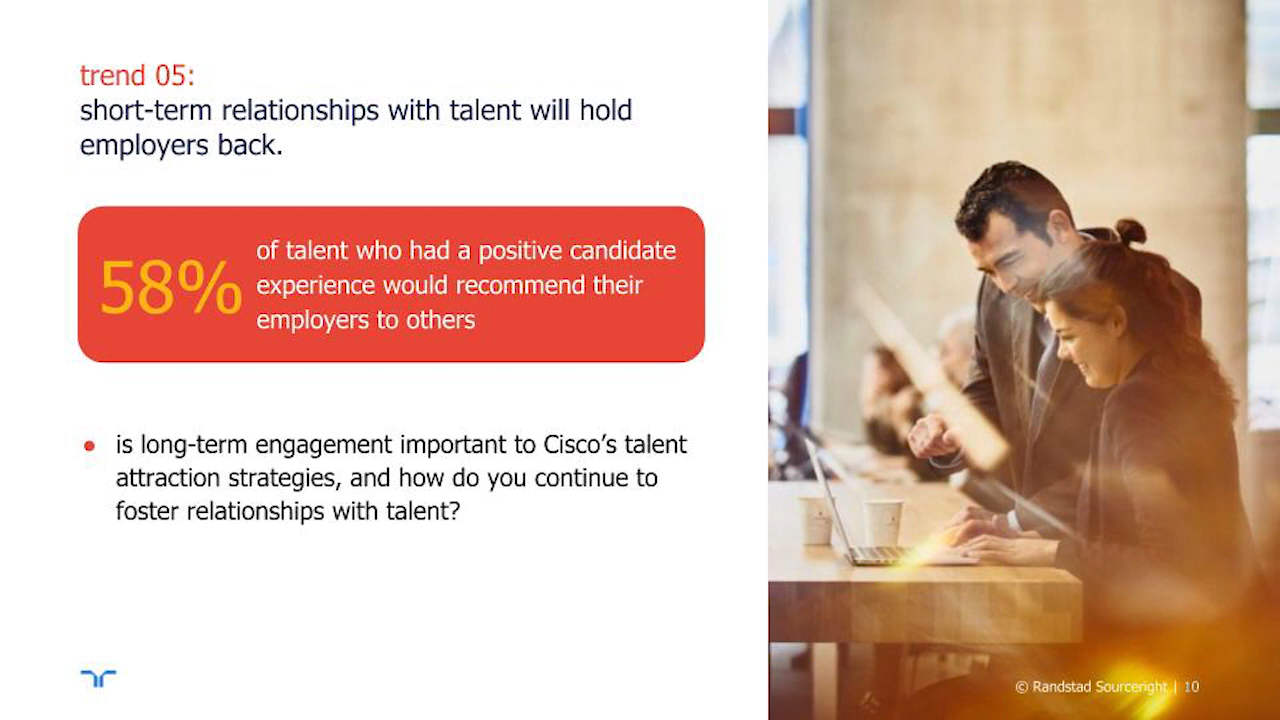 trend 05:
short-term relationships with talent will hold
employers back.
58%
of talent who had a positive candidate
experience would recommend their
employers to others
• is long-term engagement important to Cisco’s talent
attraction strategies, and how do you continue to
foster relationships with talent?
© Randstad Sourceright | 10